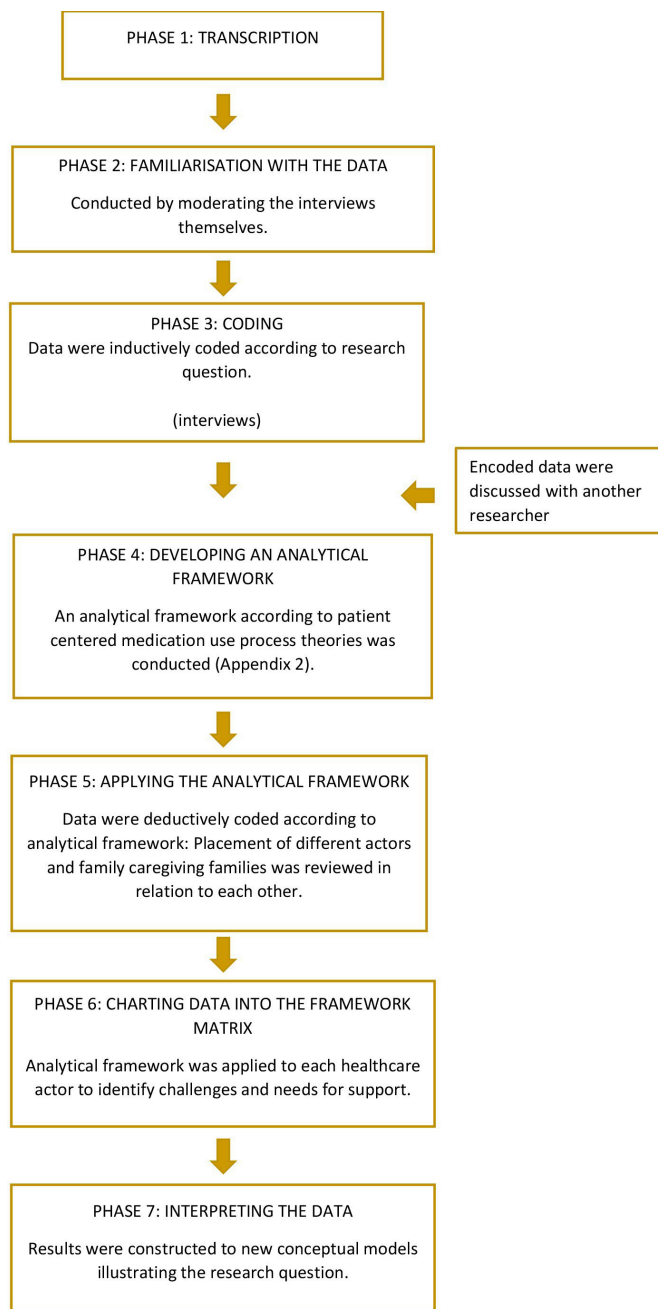 PHASE 1: TRANSCRIPTION
PHASE 2: FAMILIARISATION WITH THE DATA
Conducted by moderating the interviews
themselves.
PHASE 3: CODING
Data were inductively coded according to research
question.
(interviews)
Encoded data were
discussed with another
researcher
PHASE 4: DEVELOPING AN ANALYTICAL
FRAMEWORK
An analytical framework according to patient
centered medication use process theories was
conducted (Appendix 2).
PHASE 5: APPLYING THE ANALYTICAL FRAMEWORK
Data were deductively coded according to
analytical framework: Placement of different actors
and family caregiving families was reviewed in
relation to each other.
PHASE 6: CHARTING DATA INTO THE FRAMEWORK
MATRIX
Analytical framework was applied to each healthcare
actor to identify challenges and needs for support.
PHASE 7: INTERPRETING THE DATA
Results were constructed to new conceptual models
illustrating the research question.